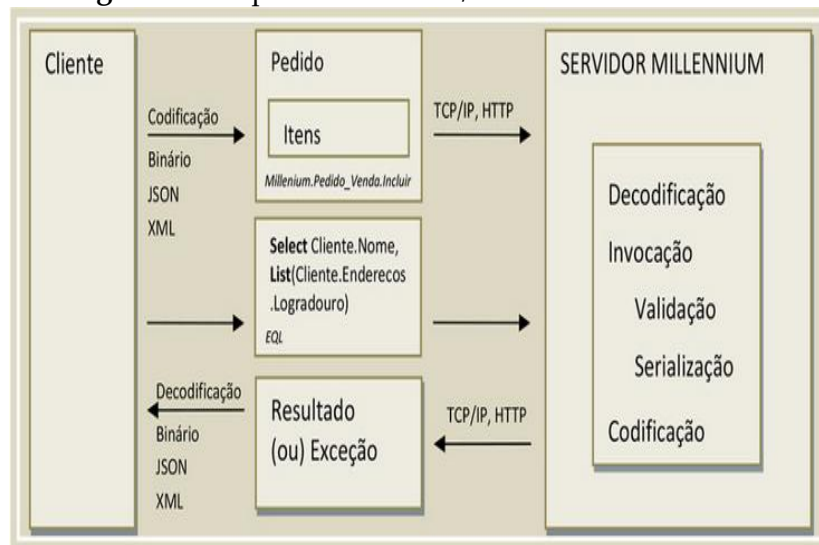 Cliente
Codificação
Binário
JSON
XML
Pedido
Itens
Millenium.Pedido_Venda.Incluir
TCP/IP, HTTP
Select Cliente.Nome,
List(Cliente.Enderecos
.Logradouro)
EQL
Decodificação
Binário
JSON
XML
Resultado
(ou) Exceção
TCP/IP, HTTP
SERVIDOR MILLENNIUM
Decodificação
Invocação
Validação
Serialização
Codificação